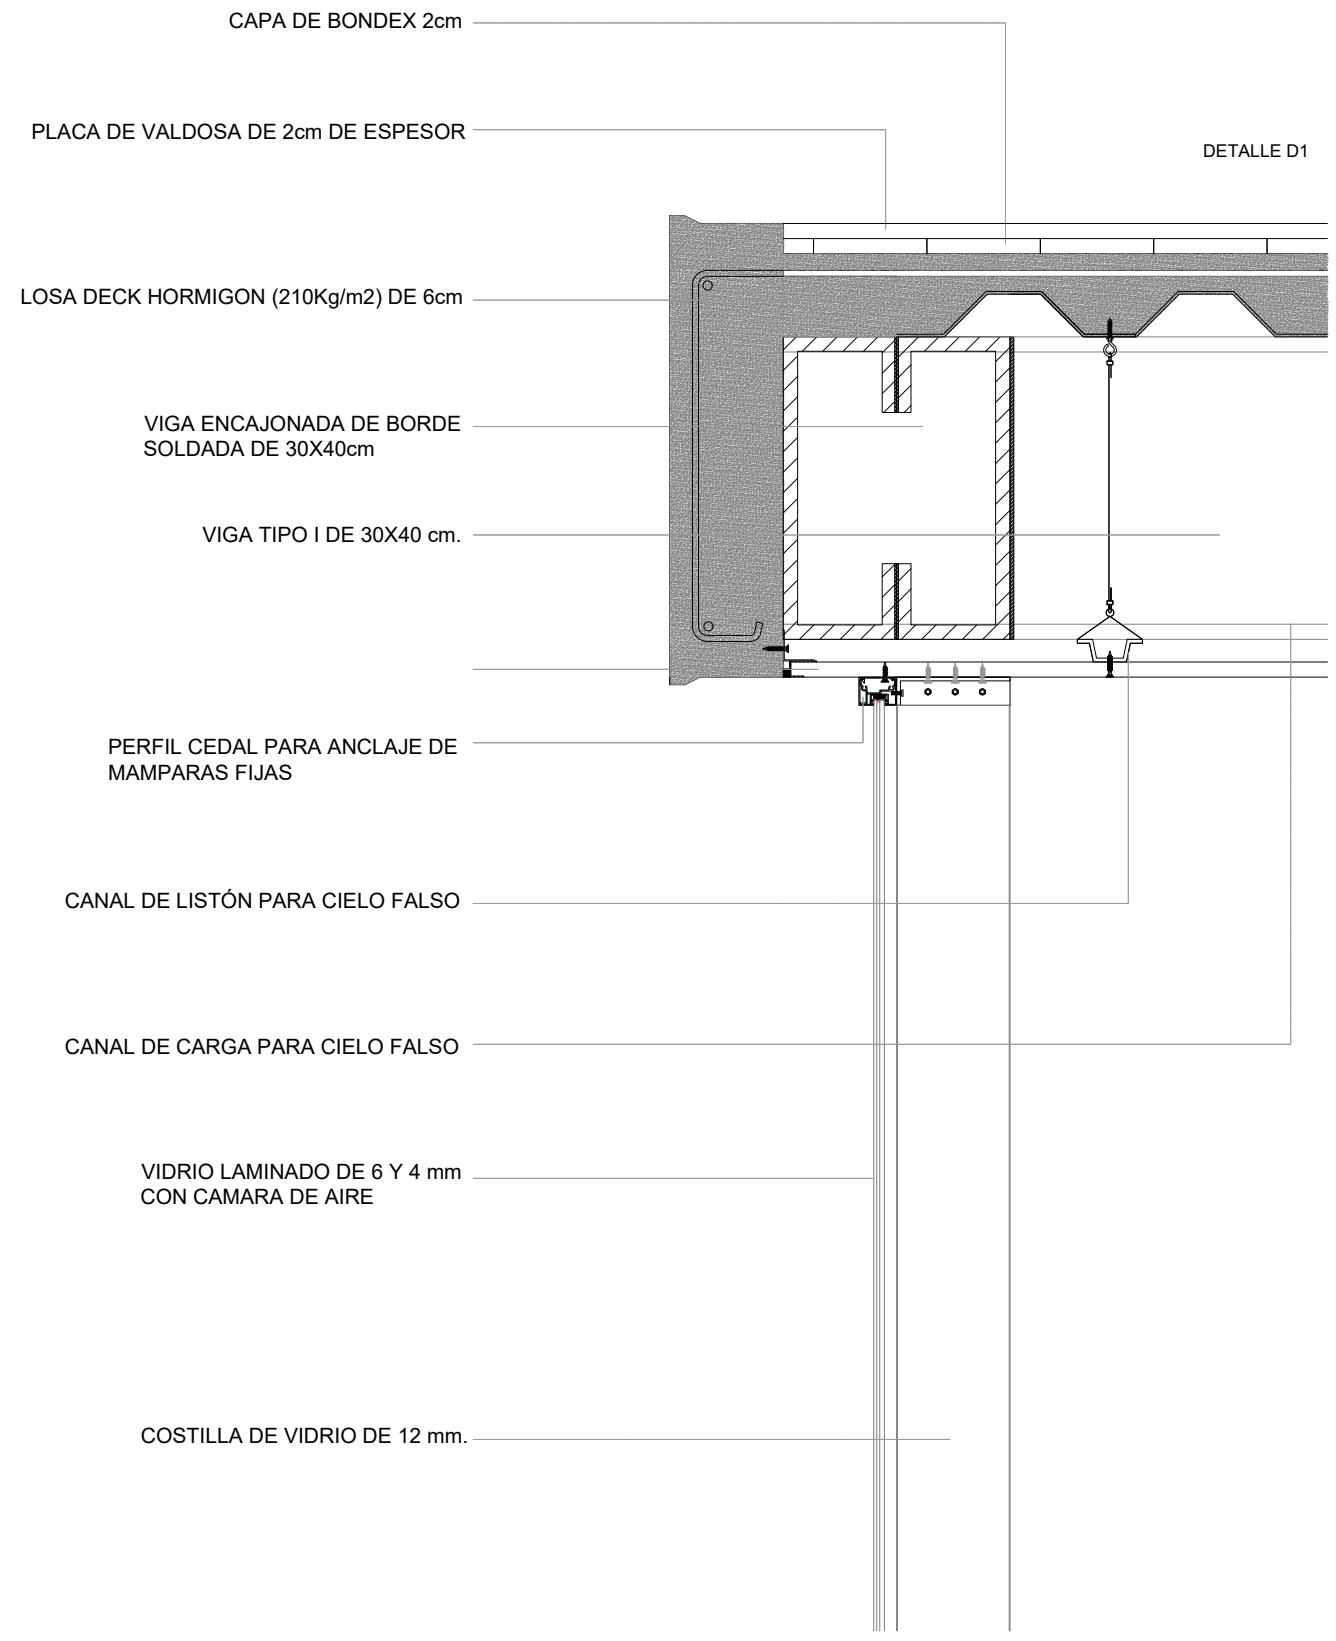 CAPA DE BONDEX 2cm
PLACA DE VALDOSA DE 2cm DE ESPESOR
DETALLE D1
LOSA DECK HORMIGON (210Kg/m2) DE 6cm
VIGA ENCAJONADA DE BORDE
SOLDADA DE 30X40cm
VIGA TIPO I DE 30X40 cm.
PERFIL CEDAL PARA ANCLAJE DE
MAMPARAS FIJAS
CANAL DE LISTÓN PARA CIELO FALSO
CANAL DE CARGA PARA CIELO FALSO
VIDRIO LAMINADO DE 6 Y 4 mm
CON CAMARA DE AIRE
COSTILLA DE VIDRIO DE 12 mm.